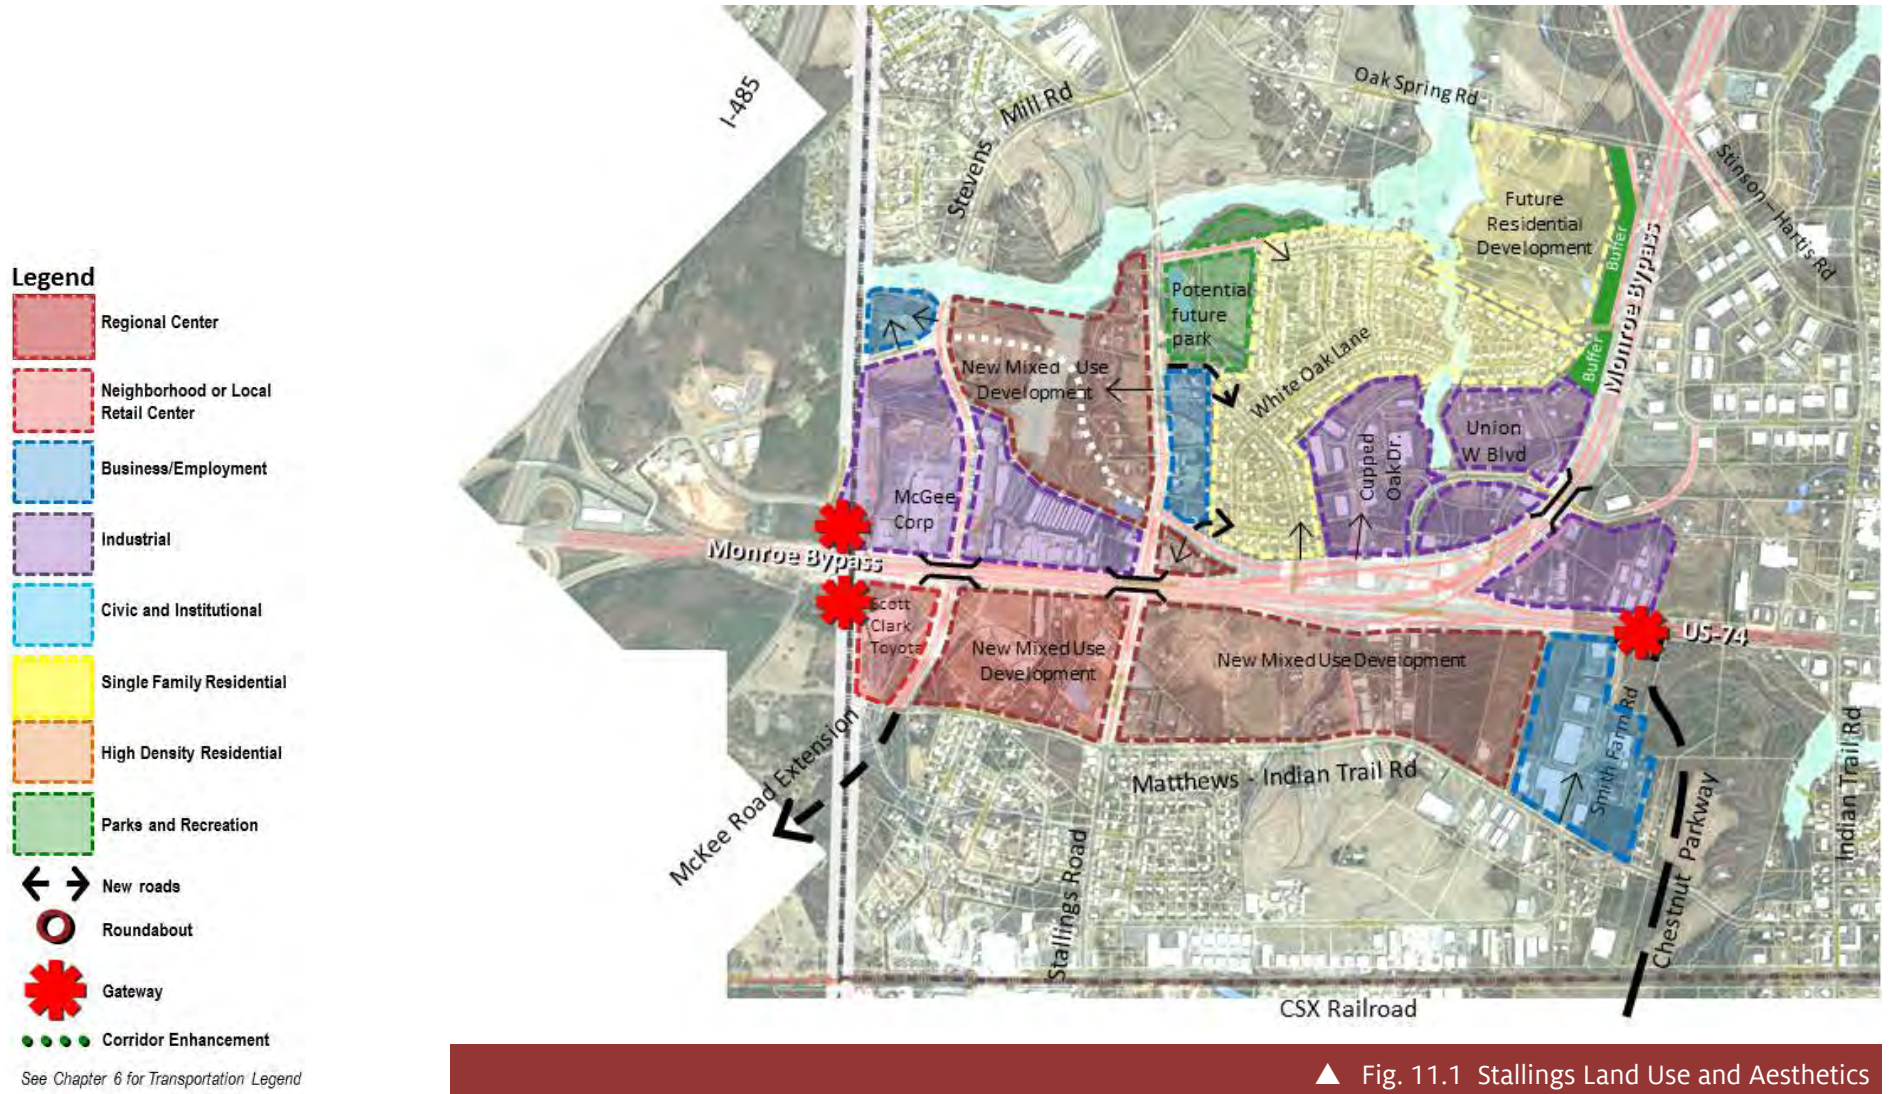 I-485
Stevens
Mill Rd
Oak Spring Rd
Stinson – Hartis Rd
Future
Residential
Development
Buffer
Buffer
Monroe Bypass
Potential
future
park
White Oak Lane
New Mixed Use
Development
Cupped
Oak Dr.
Union
W Blvd
McGee
Corp
Monroe Bypass
Scott
Clark
Toyota
New Mixed Use
Development
New Mixed Use Development
US-74
Smith Farm Rd
McKee Road Extension
Matthews - Indian Trail Rd
Stallings Road
Chestnut Parkway
Indian Trail Rd
CSX Railroad
Legend
Regional Center
Neighborhood or Local
Retail Center
Business/Employment
Industrial
Civic and Institutional
Single Family Residential
High Density Residential
Parks and Recreation
New roads
Roundabout
Gateway
Corridor Enhancement
See Chapter 6 for Transportation Legend
▲ Fig. 11.1 Stallings Land Use and Aesthetics